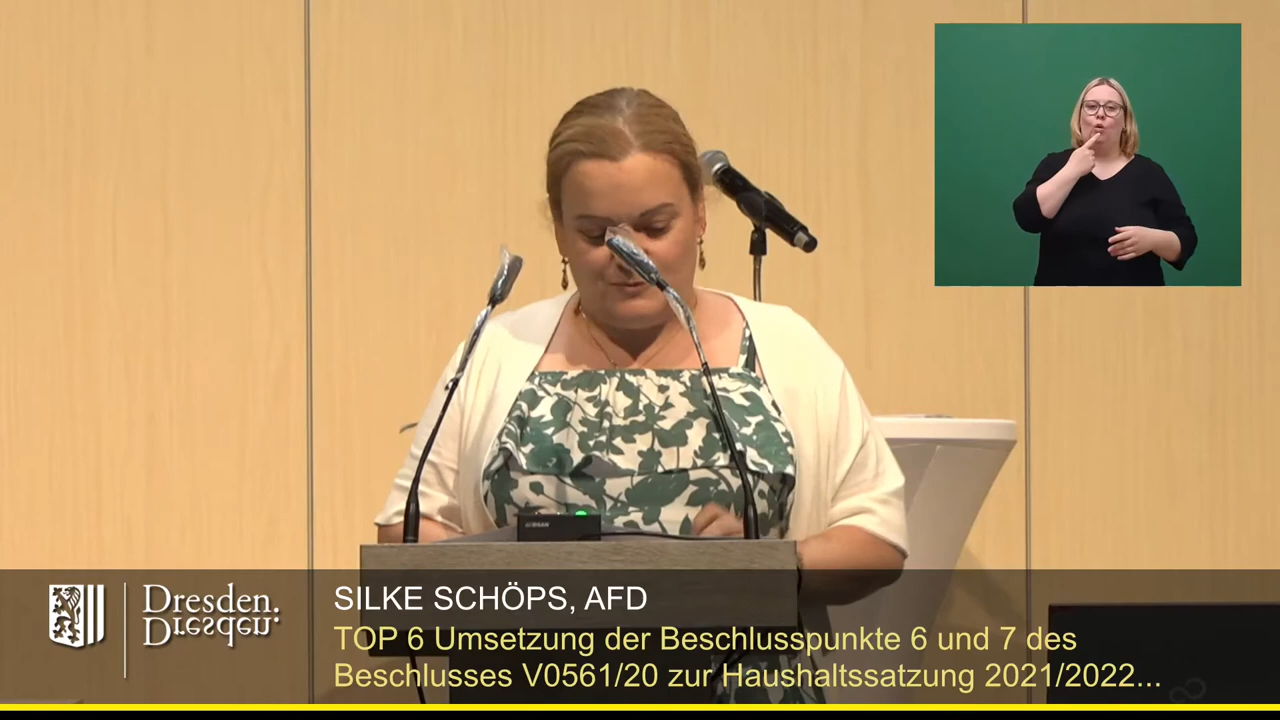 Dresden.
Dresden.
SILKE SCHÖPS, AFD
TOP 6 Umsetzung der Beschlusspunkte 6 und 7 des
Beschlusses V0561/20 zur Haushaltssatzung 2021/2022...